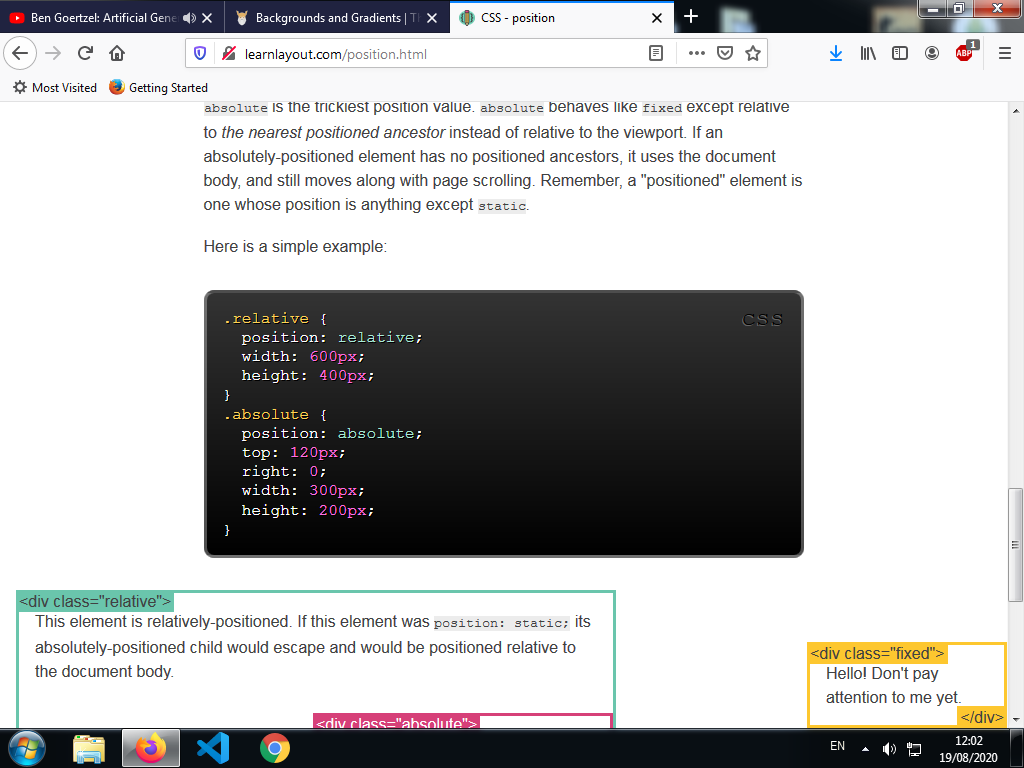 Ben Goertzel: Artificial Gene
Backgrounds and Gradients | Th
CSS - position
learnlayout.com/position.html
ABP
1
Most Visited
Getting Started
absolute is the trickiest position value. absolute behaves like fixed except relative
to the nearest positioned ancestor instead of relative to the viewport. If an
absolutely-positioned element has no positioned ancestors, it uses the document
body, and still moves along with page scrolling. Remember, a "positioned" element is
one whose position is anything except static.
Here is a simple example:
CSS
.relative {
position: relative;
width: 600px;
height: 400px;
}
.absolute {
position: absolute;
top: 120px;
right: 0;
width: 300px;
height: 200px;
}
<div class="relative">
This element is relatively-positioned. If this element was position: static; its
absolutely-positioned child would escape and would be positioned relative to
the document body.
<div class="absolute">
<div class="fixed">
Hello! Don't pay
attention to me yet.
</div>
EN
12:02
19/08/2020